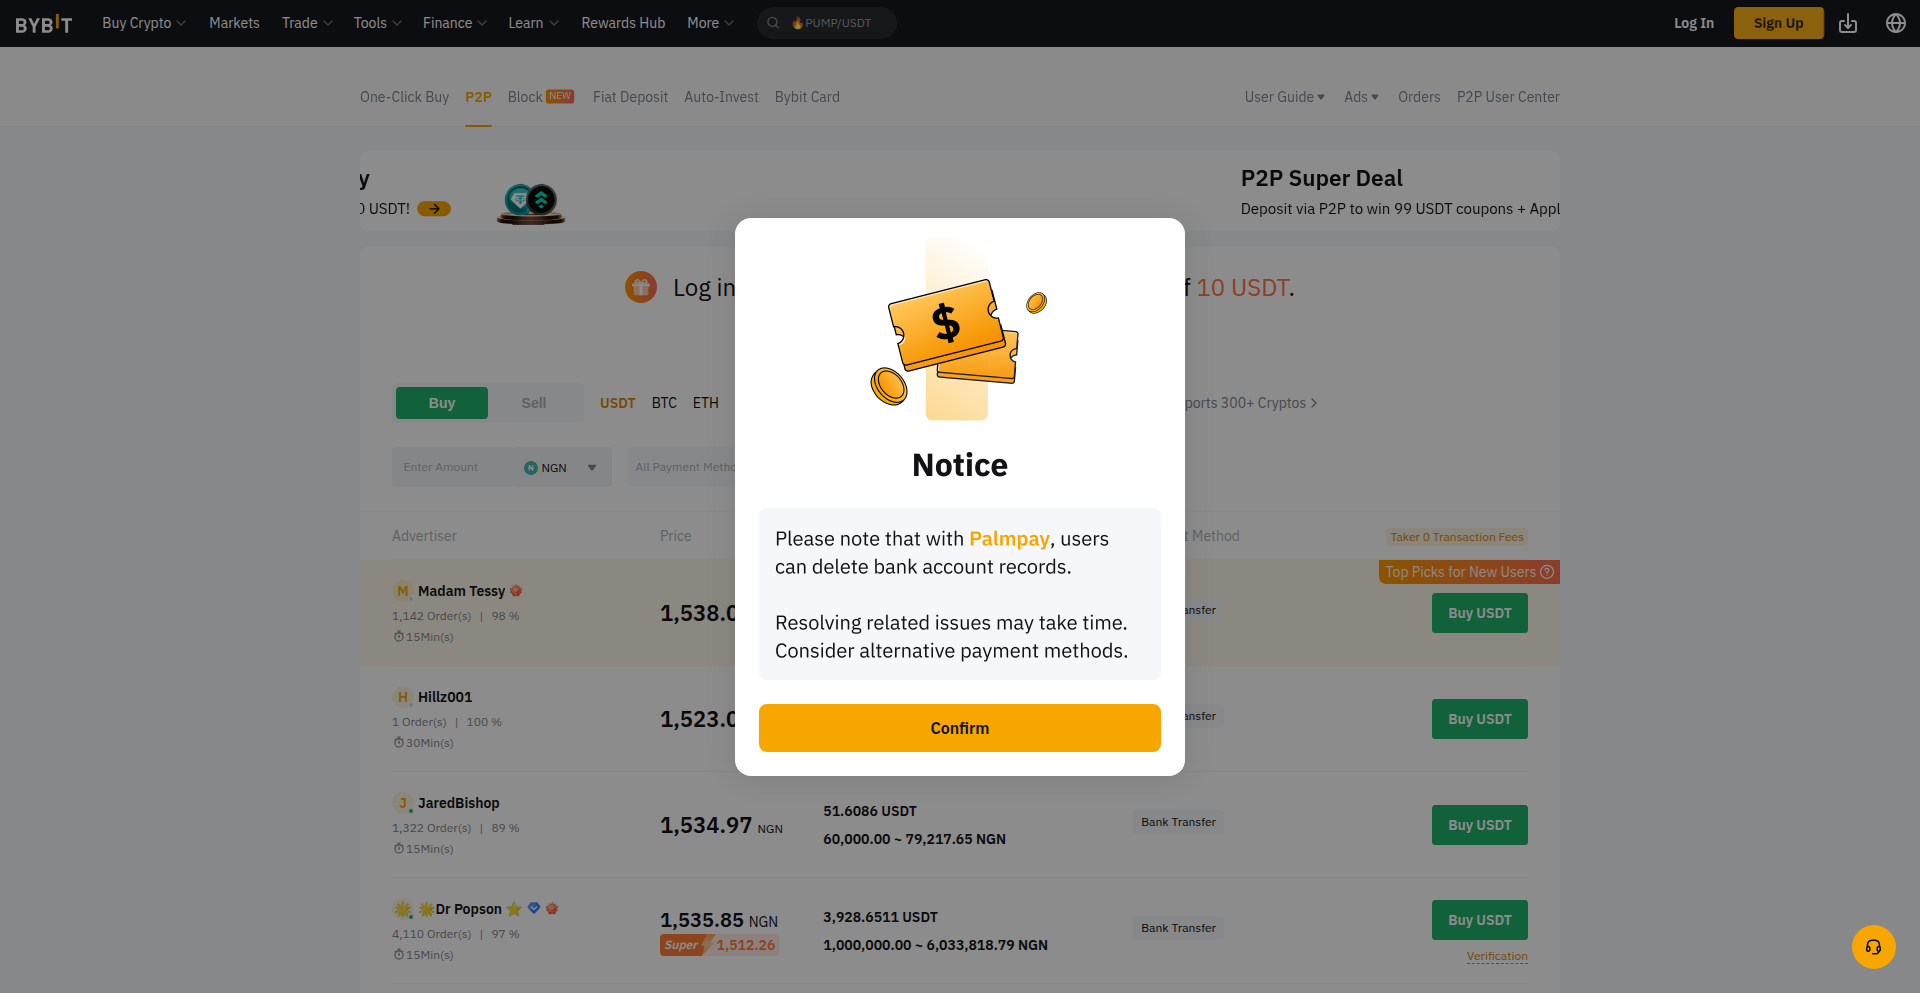 BYBIT Buy Crypto Markets Trade Tools Finance Learn Rewards Hub More PUMP/USDT Log In Sign Up
One-Click Buy P2P Block NEW Fiat Deposit Auto-Invest Bybit Card User Guide Ads Orders P2P User Center
y
0 USDT!
P2P Super Deal
Deposit via P2P to win 99 USDT coupons + Appl
Log in
f 10 USDT.
Buy Sell USDT BTC ETH
ports 300+ Cryptos
Enter Amount NGN All Payment Metho
Advertiser Price t Method Taker 0 Transaction Fees
Top Picks for New Users
M Madam Tessy
1,142 Order(s) | 98 %
15Min(s)
1,538.0
ansfer
Buy USDT
H Hillz001
1 Order(s) | 100 %
30Min(s)
1,523.0
ansfer
Buy USDT
J JaredBishop
1,322 Order(s) | 89 %
15Min(s)
1,534.97 NGN
51.6086 USDT
60,000.00 ~ 79,217.65 NGN
Bank Transfer
Buy USDT
Dr Popson
4,110 Order(s) | 97 %
15Min(s)
1,535.85 NGN
Super 1,512.26
3,928.6511 USDT
1,000,000.00 ~ 6,033,818.79 NGN
Bank Transfer
Buy USDT
Verification
$
Notice
Please note that with Palmpay, users
can delete bank account records.
Resolving related issues may take time.
Consider alternative payment methods.
Confirm